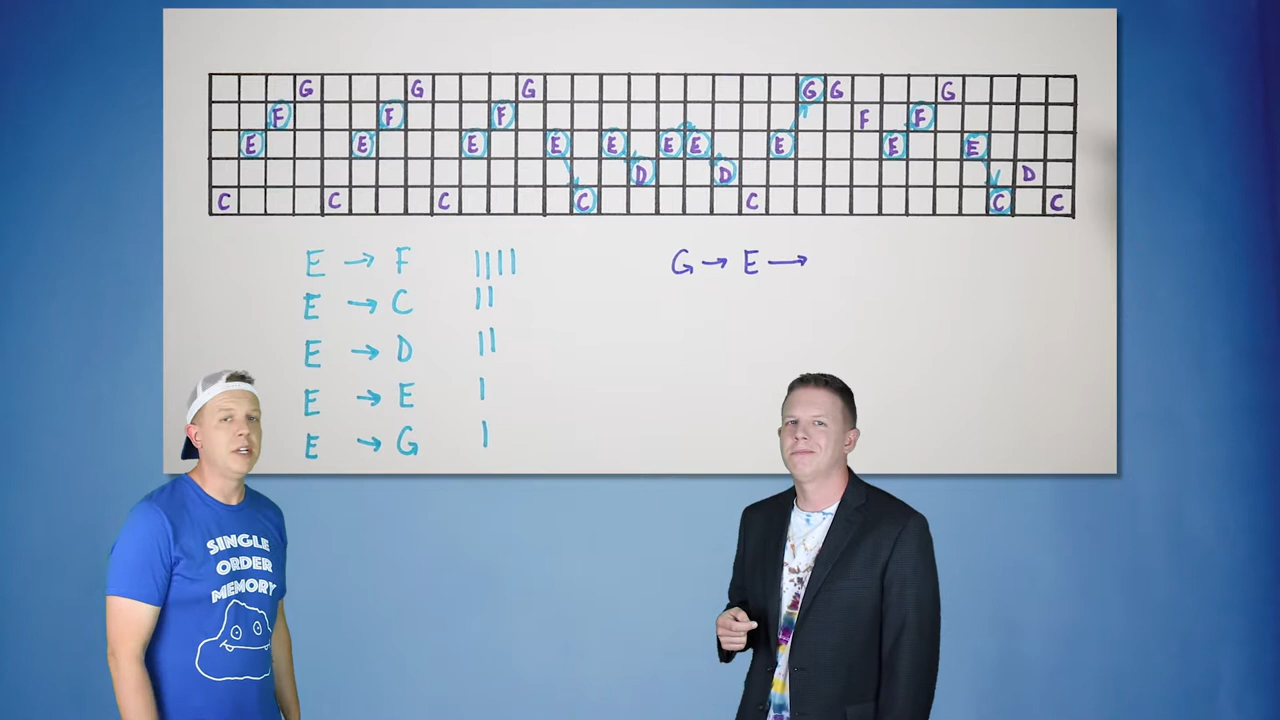 G G G G G G
F F F F F
E E E E E E E E E E
D D D
C C C C C C C
E → F ||||
E → C ||
E → D ||
E → E |
E → G |
G → E →
SINGLE
ORDER
MEMORY